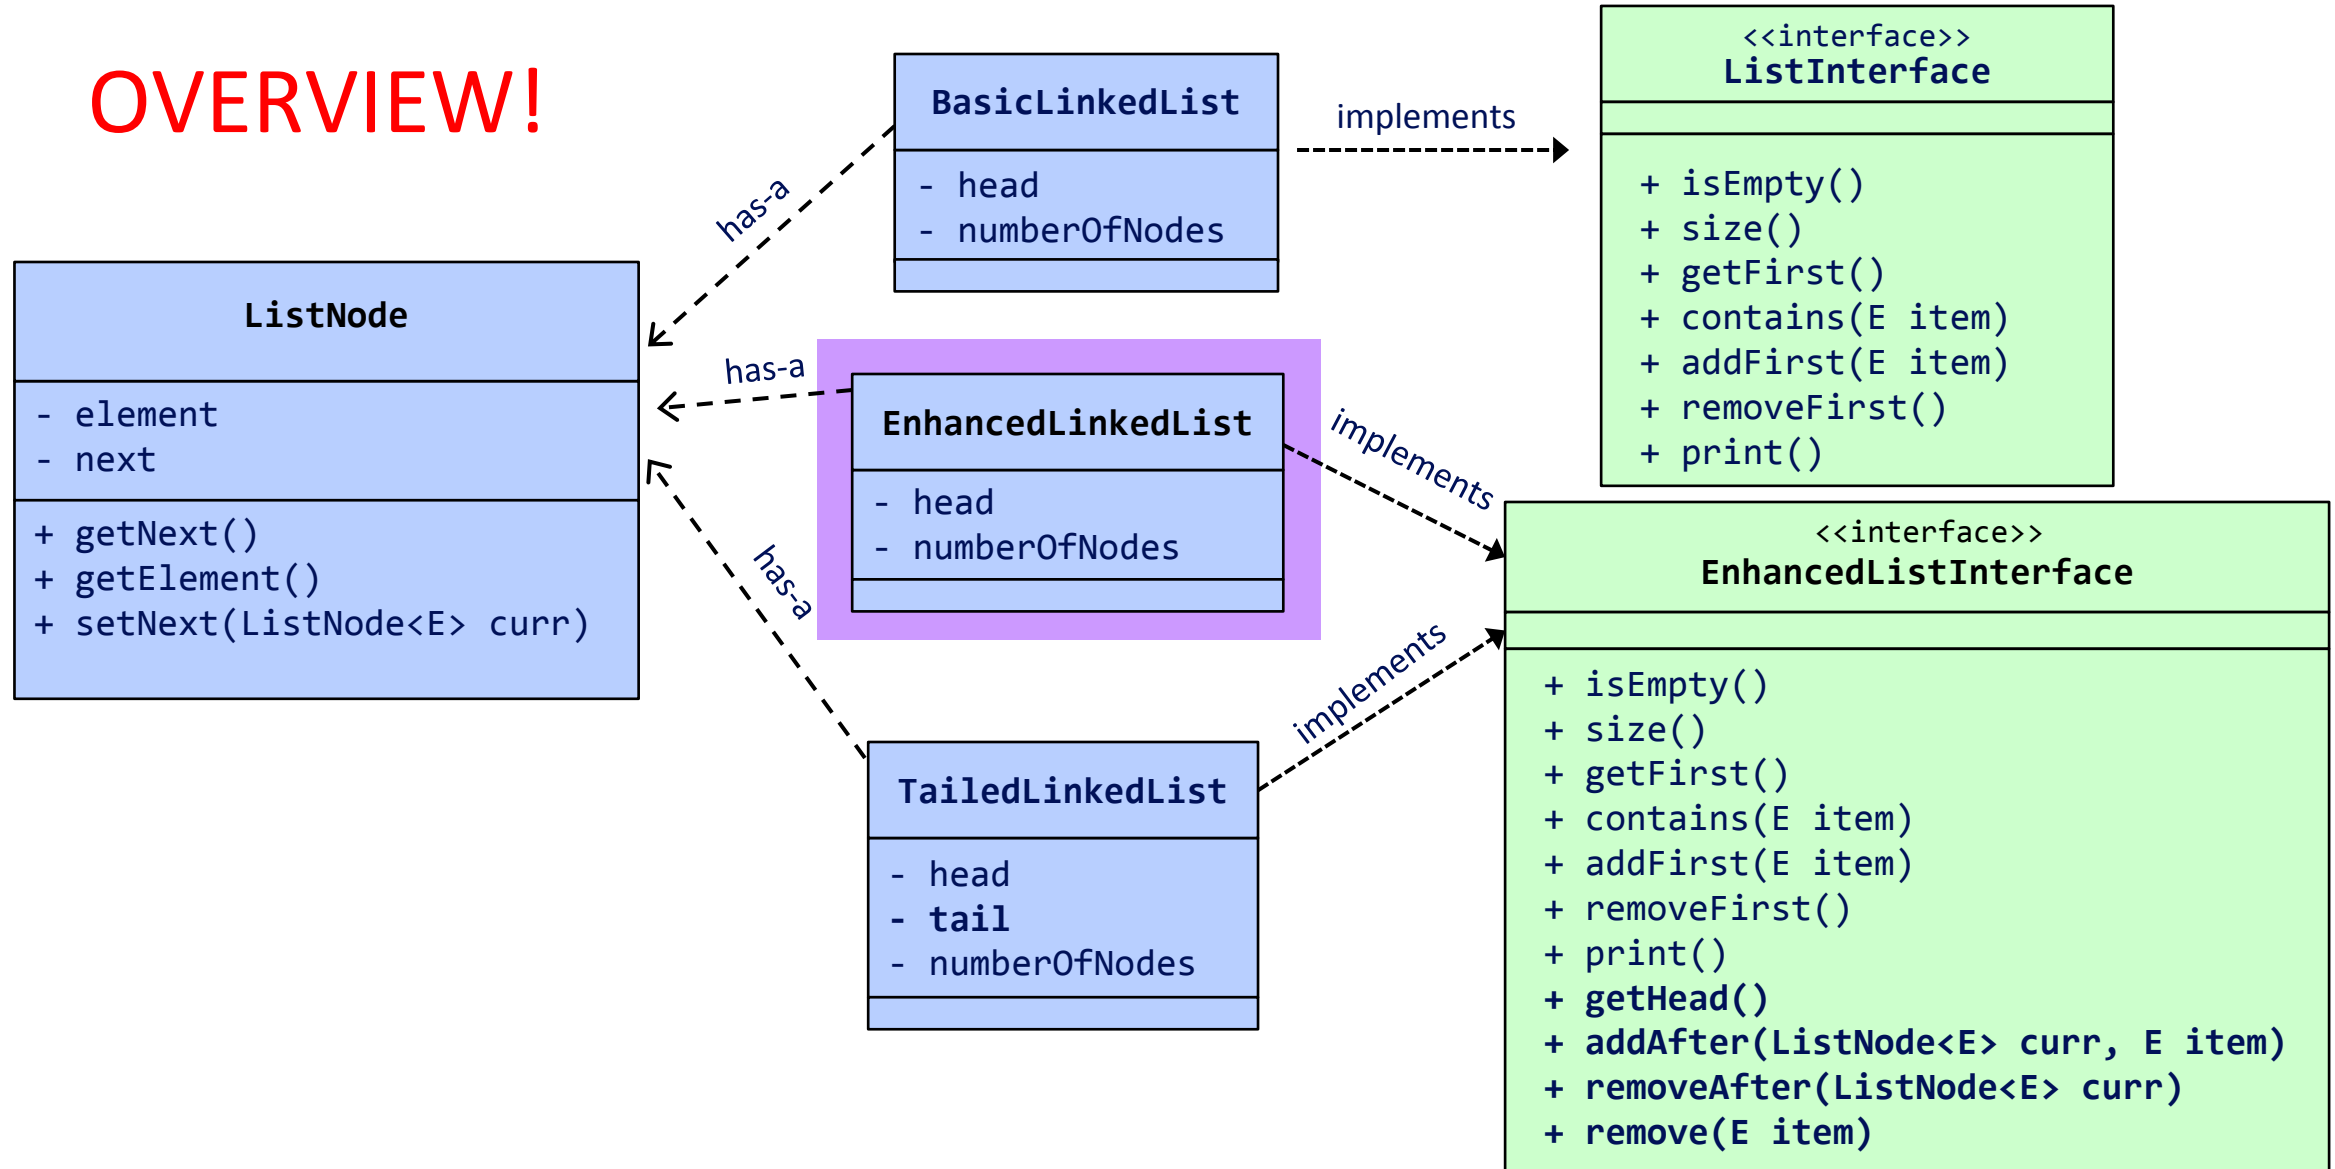 OVERVIEW!
BasicLinkedList
- head
- numberOfNodes
implements
<<interface>>
ListInterface
+ isEmpty()
+ size()
+ getFirst()
+ contains(E item)
+ addFirst(E item)
+ removeFirst()
+ print()
has-a
ListNode
- element
- next
+ getNext()
+ getElement()
+ setNext(ListNode<E> curr)
has-a
EnhancedLinkedList
- head
- numberOfNodes
implements
has-a
TailedLinkedList
- head
- tail
- numberOfNodes
implements
<<interface>>
EnhancedListInterface
+ isEmpty()
+ size()
+ getFirst()
+ contains(E item)
+ addFirst(E item)
+ removeFirst()
+ print()
+ getHead()
+ addAfter(ListNode<E> curr, E item)
+ removeAfter(ListNode<E> curr)
+ remove(E item)